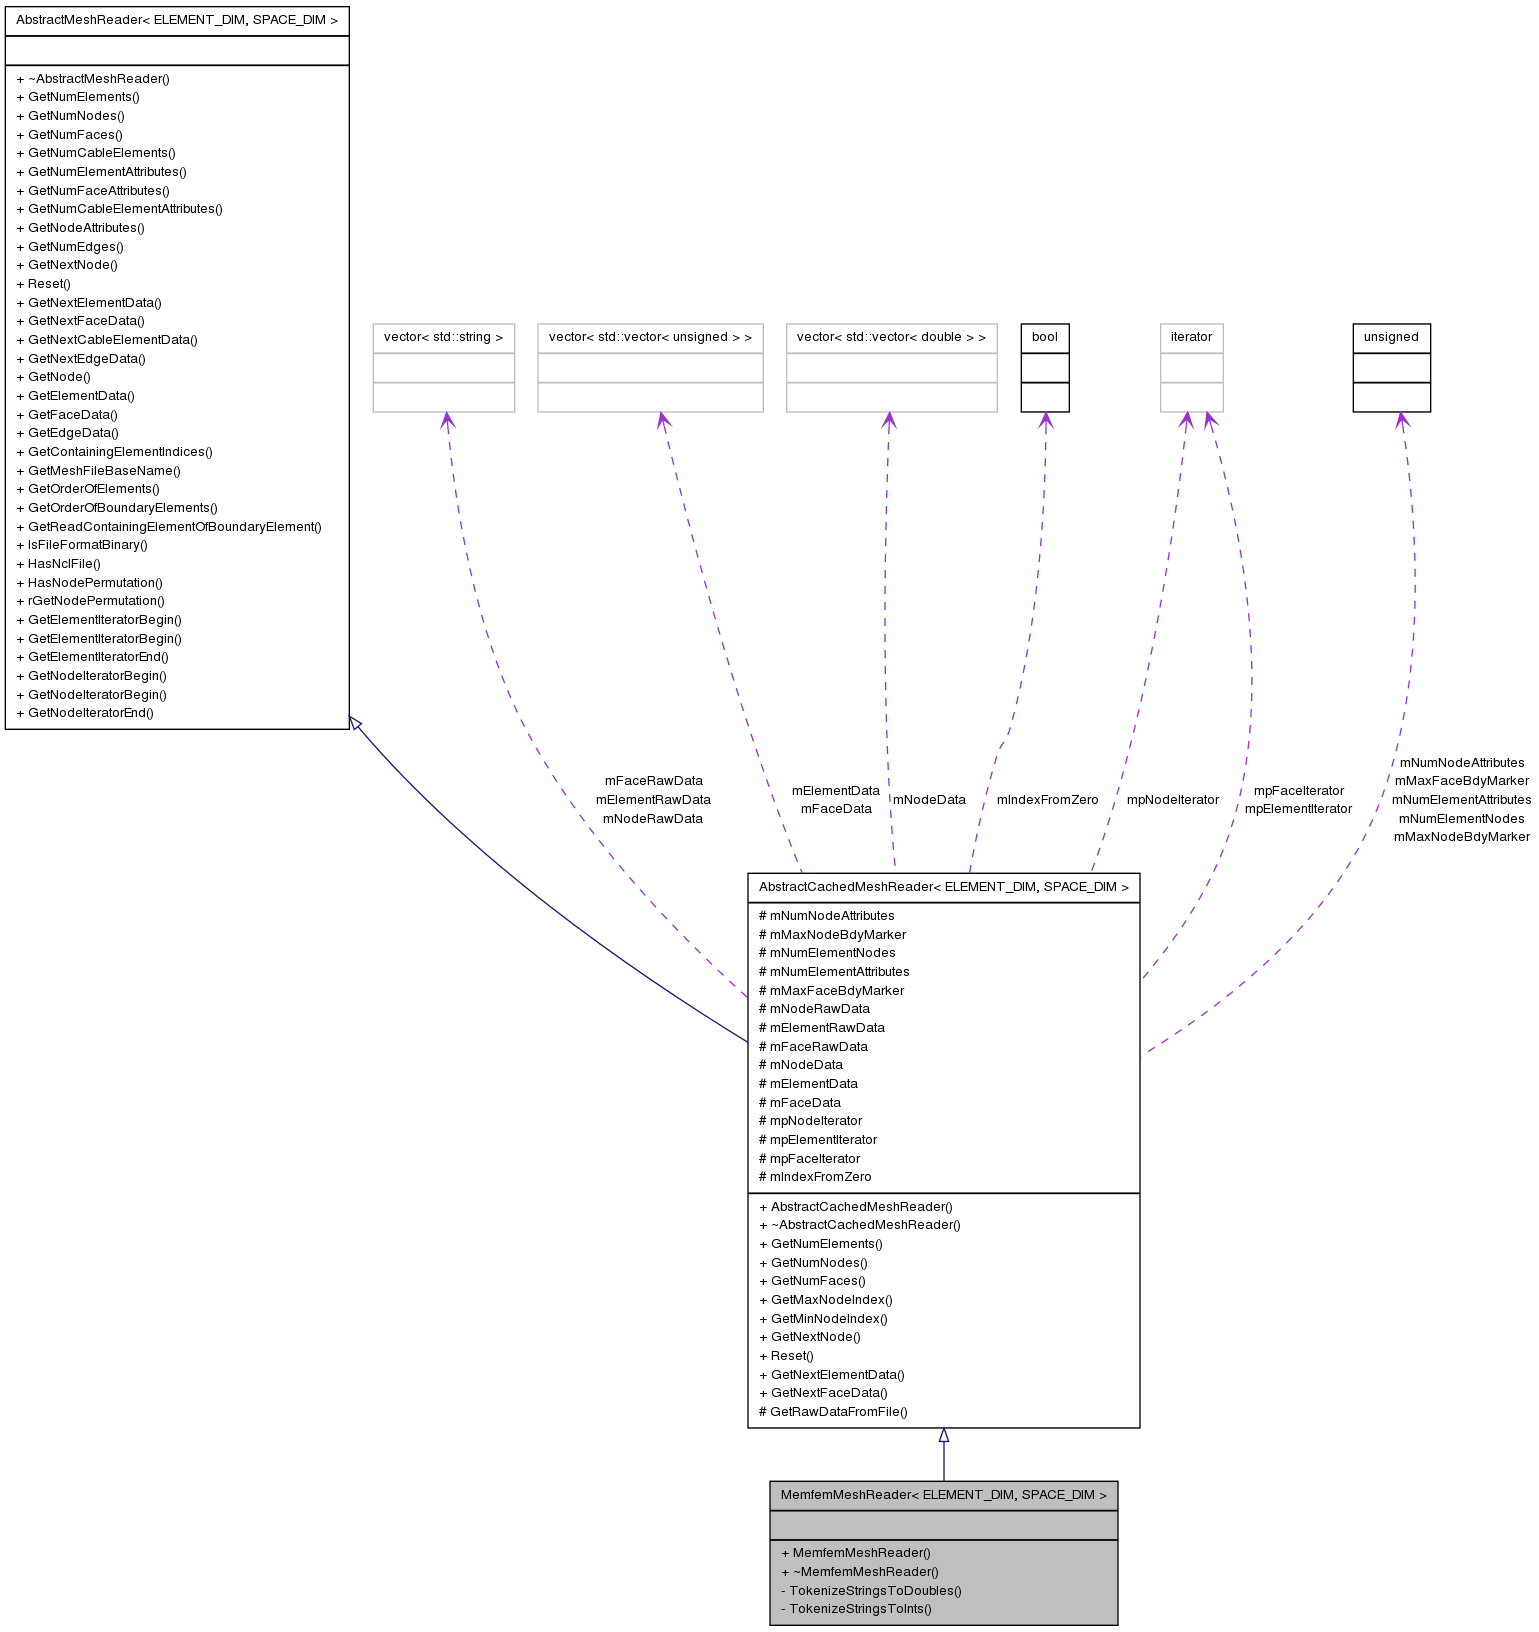 AbstractMeshReader< ELEMENT_DIM, SPACE_DIM >
+ ~AbstractMeshReader()
+ GetNumElements()
+ GetNumNodes()
+ GetNumFaces()
+ GetNumCableElements()
+ GetNumElementAttributes()
+ GetNumFaceAttributes()
+ GetNumCableElementAttributes()
+ GetNodeAttributes()
+ GetNumEdges()
+ GetNextNode()
+ Reset()
+ GetNextElementData()
+ GetNextFaceData()
+ GetNextCableElementData()
+ GetNextEdgeData()
+ GetNode()
+ GetElementData()
+ GetFaceData()
+ GetEdgeData()
+ GetContainingElementIndices()
+ GetMeshFileBaseName()
+ GetOrderOfElements()
+ GetOrderOfBoundaryElements()
+ GetReadContainingElementOfBoundaryElement()
+ IsFileFormatBinary()
+ HasNclFile()
+ HasNodePermutation()
+ rGetNodePermutation()
+ GetElementIteratorBegin()
+ GetElementIteratorBegin()
+ GetElementIteratorEnd()
+ GetNodeIteratorBegin()
+ GetNodeIteratorBegin()
+ GetNodeIteratorEnd()
vector< std::string >
vector< std::vector< unsigned > >
vector< std::vector< double > >
bool
iterator
unsigned
mFaceRawData
mElementRawData
mNodeRawData
mElementData
mFaceData
mNodeData
mIndexFromZero
mpNodeIterator
mpFaceIterator
mpElementIterator
mNumNodeAttributes
mMaxFaceBdyMarker
mNumElementAttributes
mNumElementNodes
mMaxNodeBdyMarker
AbstractCachedMeshReader< ELEMENT_DIM, SPACE_DIM >
# mNumNodeAttributes
# mMaxNodeBdyMarker
# mNumElementNodes
# mNumElementAttributes
# mMaxFaceBdyMarker
# mNodeRawData
# mElementRawData
# mFaceRawData
# mNodeData
# mElementData
# mFaceData
# mpNodeIterator
# mpElementIterator
# mpFaceIterator
# mIndexFromZero
+ AbstractCachedMeshReader()
+ ~AbstractCachedMeshReader()
+ GetNumElements()
+ GetNumNodes()
+ GetNumFaces()
+ GetMaxNodeIndex()
+ GetMinNodeIndex()
+ GetNextNode()
+ Reset()
+ GetNextElementData()
+ GetNextFaceData()
# GetRawDataFromFile()
MemfemMeshReader< ELEMENT_DIM, SPACE_DIM >
+ MemfemMeshReader()
+ ~MemfemMeshReader()
- TokenizeStringsToDoubles()
- TokenizeStringsToInts()